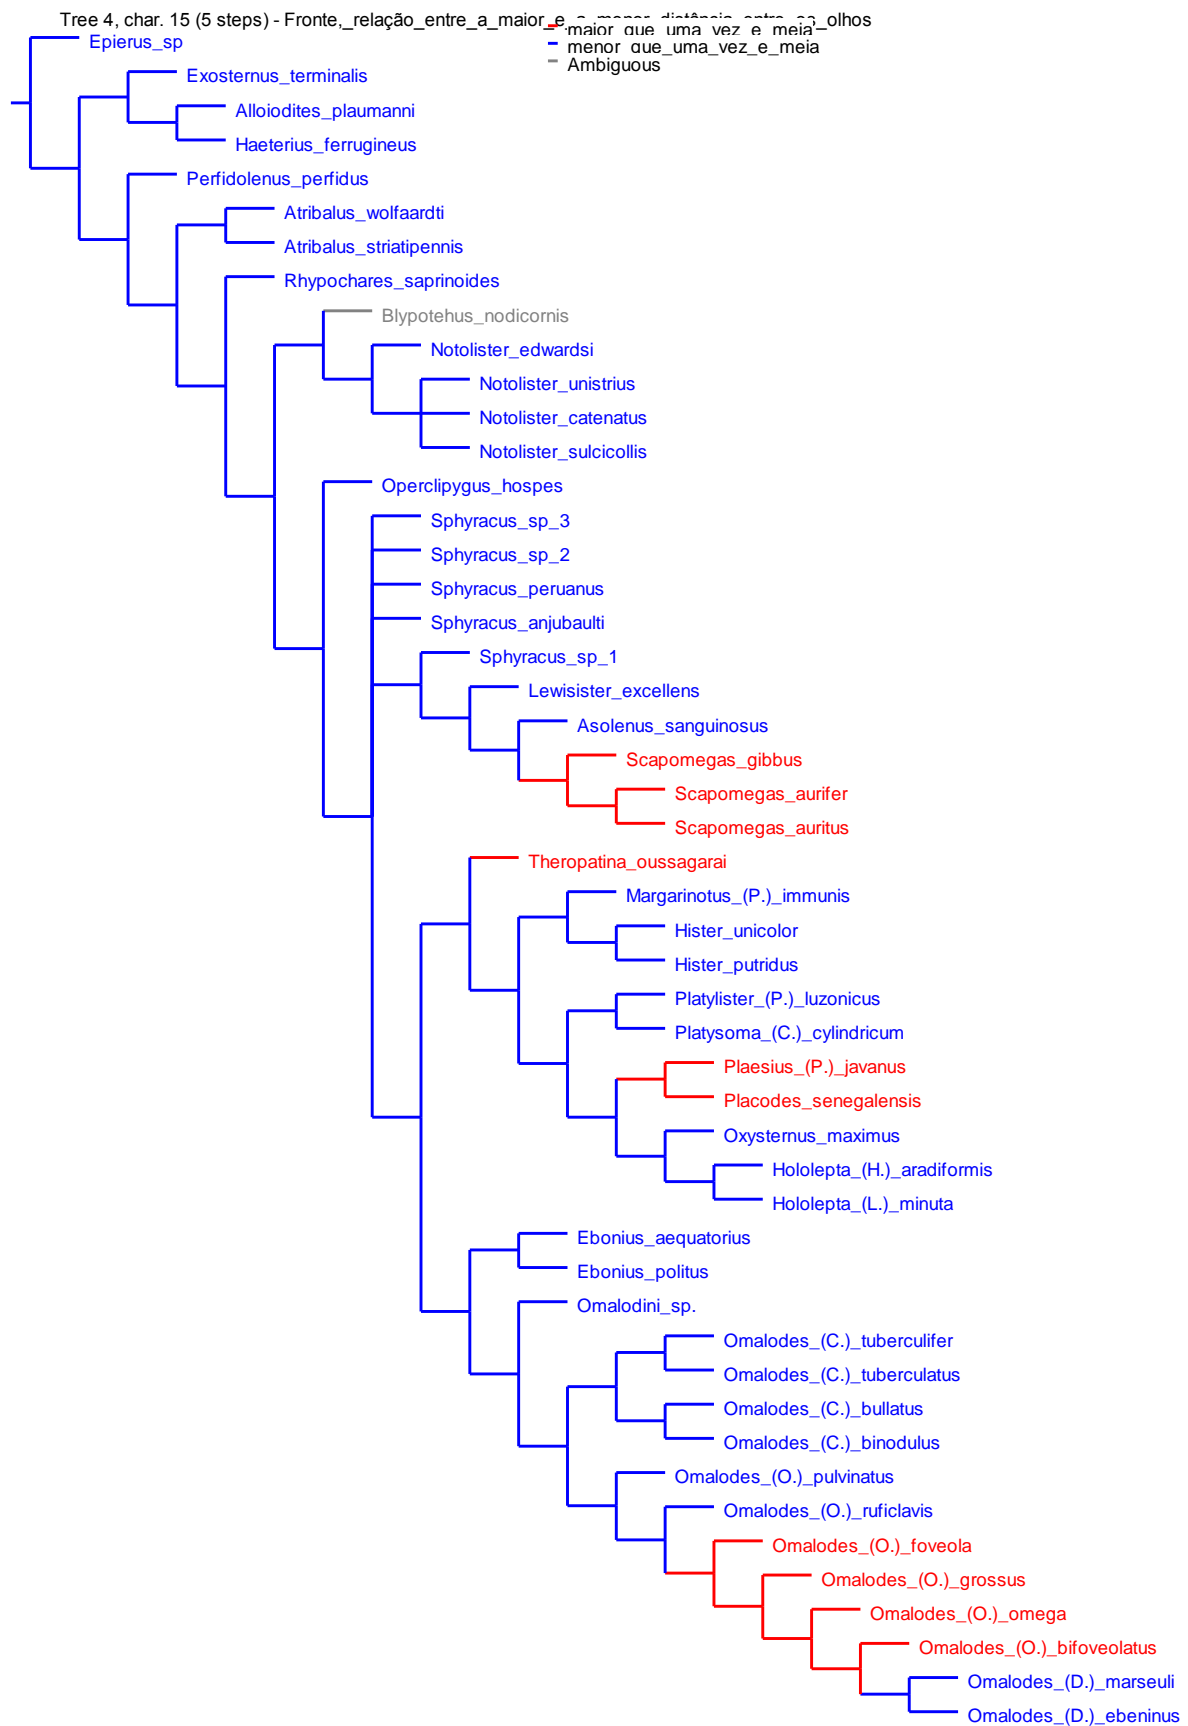 Tree 4, char. 15 (5 steps) - Fronte,_relação_entre_a_maior_e_a_menor_distância_entre_os_olhos
maior_que_uma_vez_e_meia
menor_que_uma_vez_e_meia
Ambiguous
Epierus_sp
Exosternus_terminalis
Alloiodites_plaumanni
Haeterius_ferrugineus
Perfidolenus_perfidus
Atribalus_wolfaardti
Atribalus_striatipennis
Rhypochares_saprinoides
Blypotehus_nodicornis
Notolister_edwardsi
Notolister_unistrius
Notolister_catenatus
Notolister_sulcicollis
Operclipygus_hospes
Sphyracus_sp_3
Sphyracus_sp_2
Sphyracus_peruanus
Sphyracus_anjubaulti
Sphyracus_sp_1
Lewisister_excellens
Asolenus_sanguinosus
Scapomegas_gibbus
Scapomegas_aurifer
Scapomegas_auritus
Theropatina_oussagarai
Margarinotus_(P.)_immunis
Hister_unicolor
Hister_putridus
Platylister_(P.)_luzonicus
Platysoma_(C.)_cylindricum
Plaesius_(P.)_javanus
Placodes_senegalensis
Oxysternus_maximus
Hololepta_(H.)_aradiformis
Hololepta_(L.)_minuta
Ebonius_aequatorius
Ebonius_politus
Omalodini_sp.
Omalodes_(C.)_tuberculifer
Omalodes_(C.)_tuberculatus
Omalodes_(C.)_bullatus
Omalodes_(C.)_binodulus
Omalodes_(O.)_pulvinatus
Omalodes_(O.)_ruficlavis
Omalodes_(O.)_foveola
Omalodes_(O.)_grossus
Omalodes_(O.)_omega
Omalodes_(O.)_bifoveolatus
Omalodes_(D.)_marseuli
Omalodes_(D.)_ebeninus